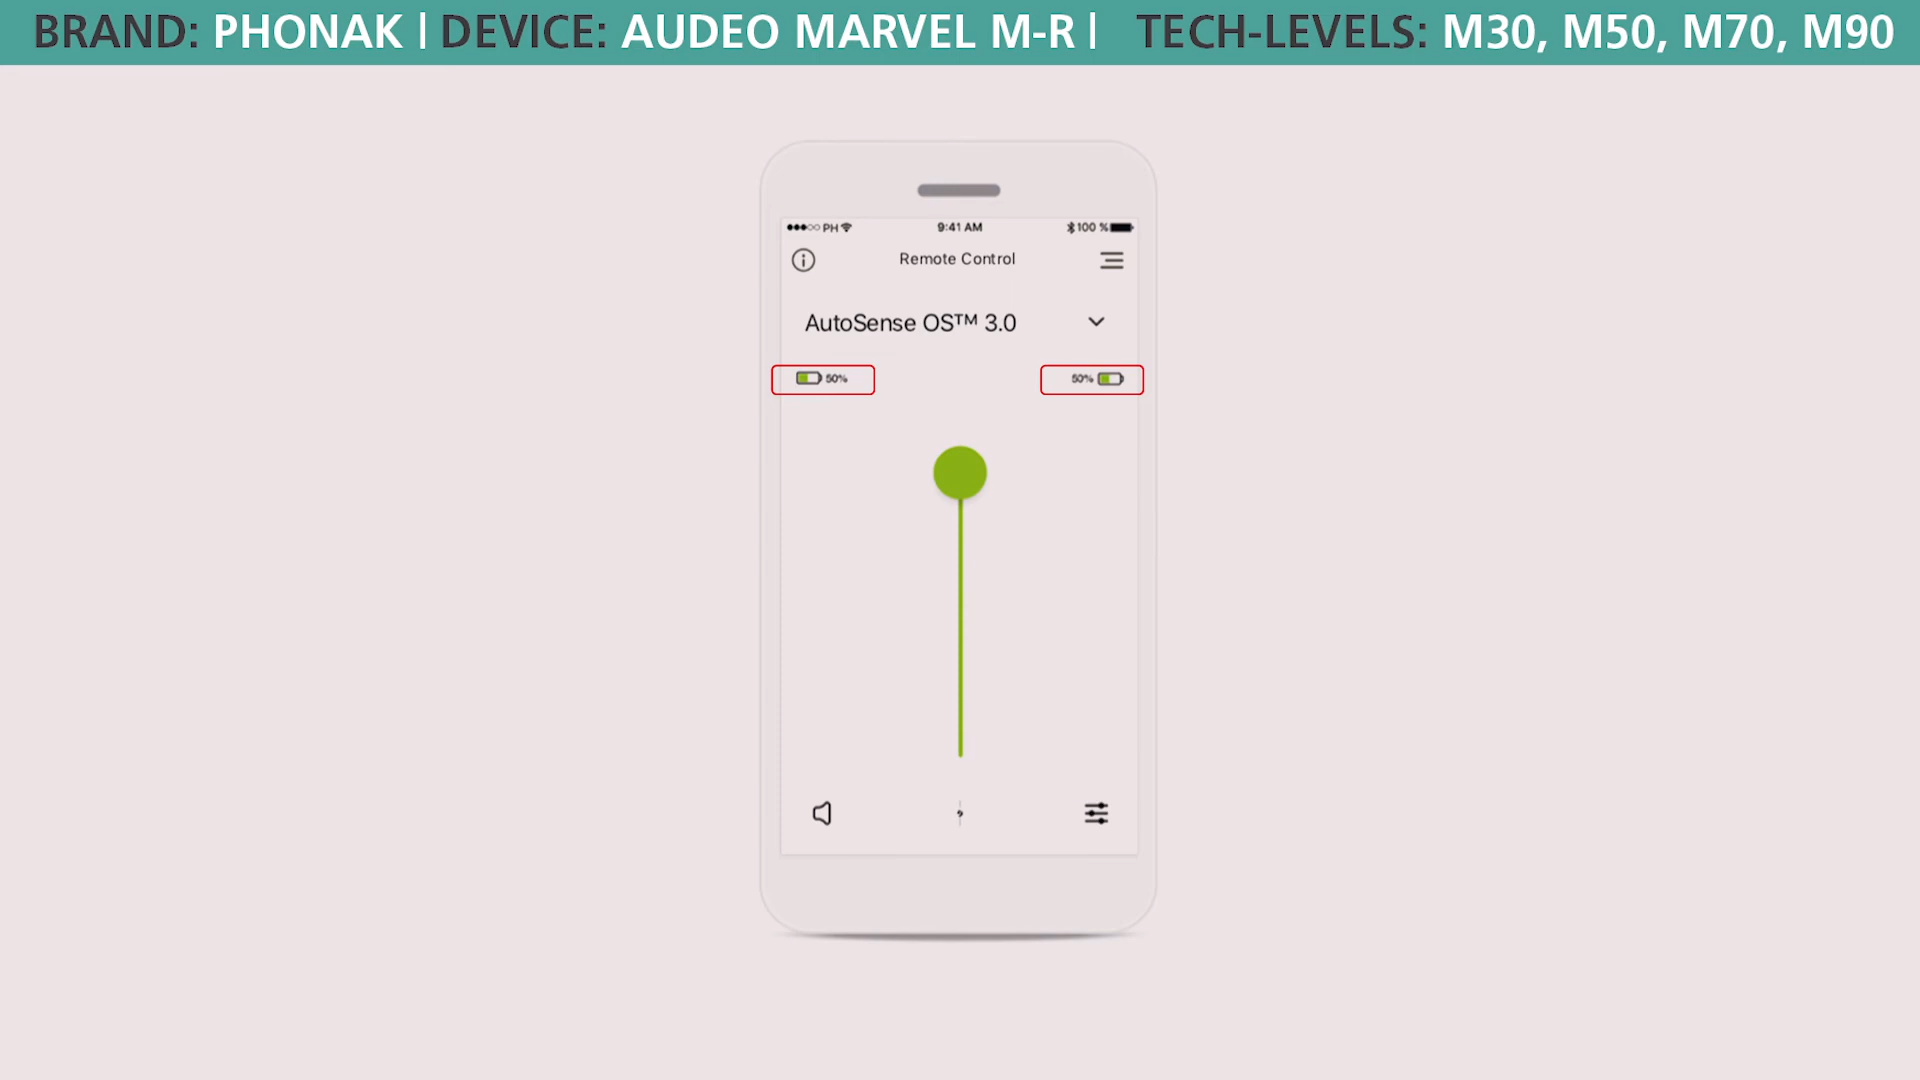 BRAND: PHONAK | DEVICE: AUDEO MARVEL M-R | TECH-LEVELS: M30, M50, M70, M90
PH 9:41 AM 100 %
Remote Control
AutoSense OS™ 3.0
50% 50%